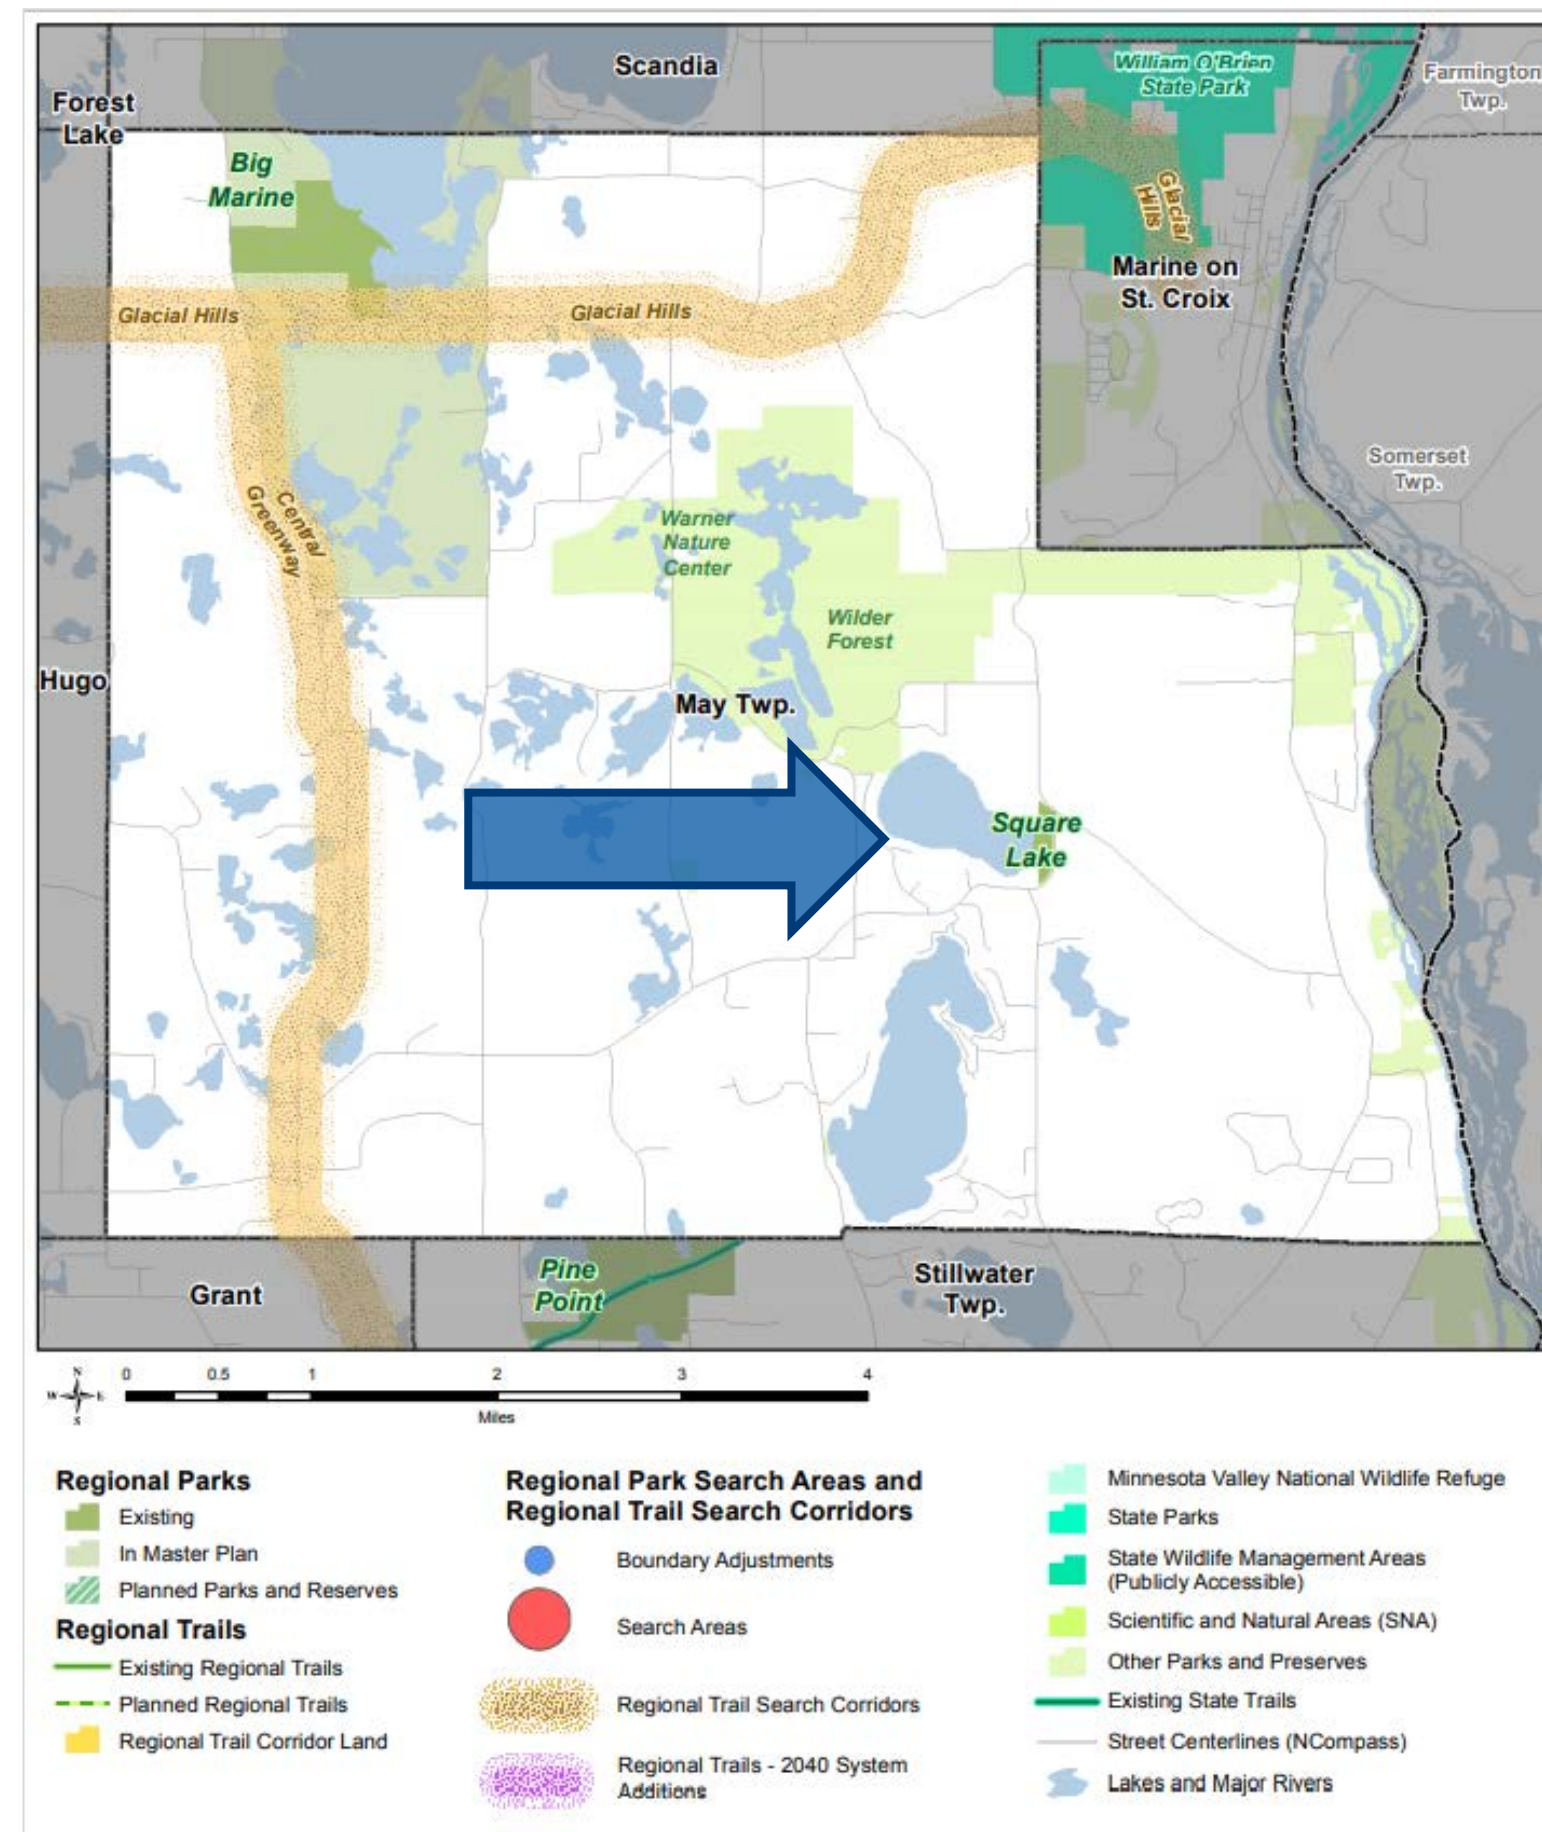 Scandia
William O'Brien
State Park
Farmington
Twp.
Forest
Lake
Big
Marine
Glacial
Hills
Marine on
St. Croix
Glacial Hills
Glacial Hills
Somerset
Twp.
Central
Greenway
Warner
Nature
Center
Wilder
Forest
Hugo
May Twp.
Square
Lake
Pine
Point
Grant
Stillwater
Twp.
N
W E
S
0 0.5 1 2 3 4
Miles
Regional Parks
Existing
In Master Plan
Planned Parks and Reserves
Regional Trails
Existing Regional Trails
Planned Regional Trails
Regional Trail Corridor Land
Regional Park Search Areas and
Regional Trail Search Corridors
Boundary Adjustments
Search Areas
Regional Trail Search Corridors
Regional Trails - 2040 System
Additions
Minnesota Valley National Wildlife Refuge
State Parks
State Wildlife Management Areas
(Publicly Accessible)
Scientific and Natural Areas (SNA)
Other Parks and Preserves
Existing State Trails
Street Centerlines (NCompass)
Lakes and Major Rivers